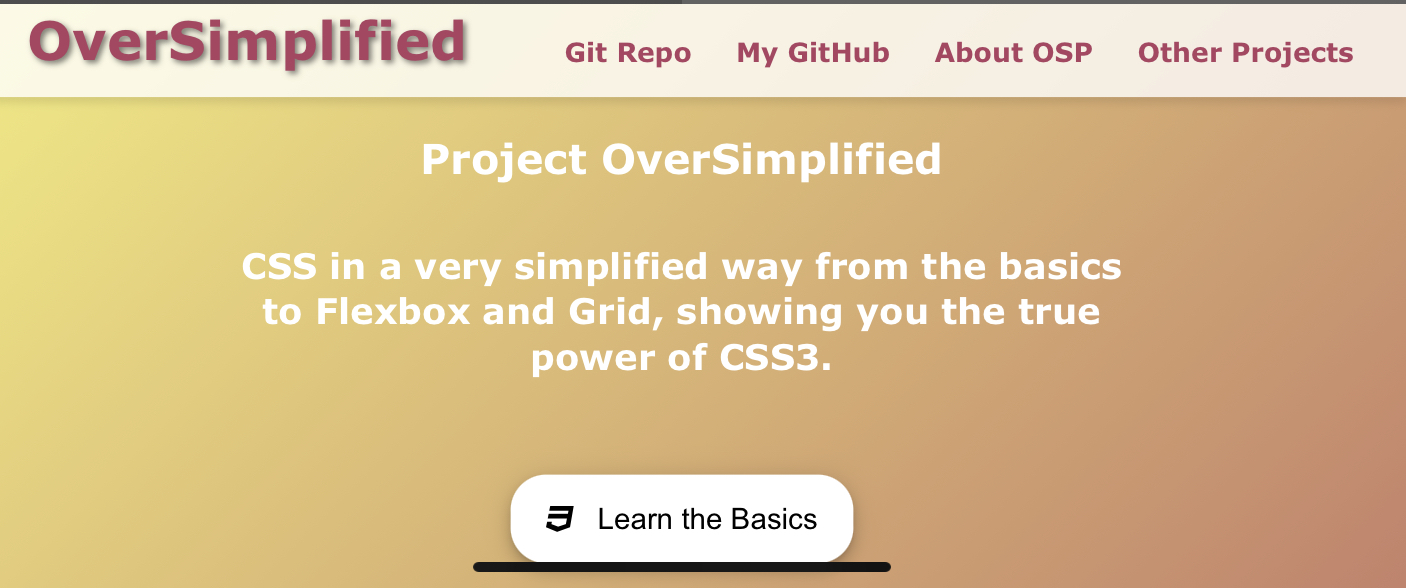 OverSimplified
Git Repo My GitHub About OSP Other Projects
Project OverSimplified
CSS in a very simplified way from the basics
to Flexbox and Grid, showing you the true
power of CSS3.
Learn the Basics